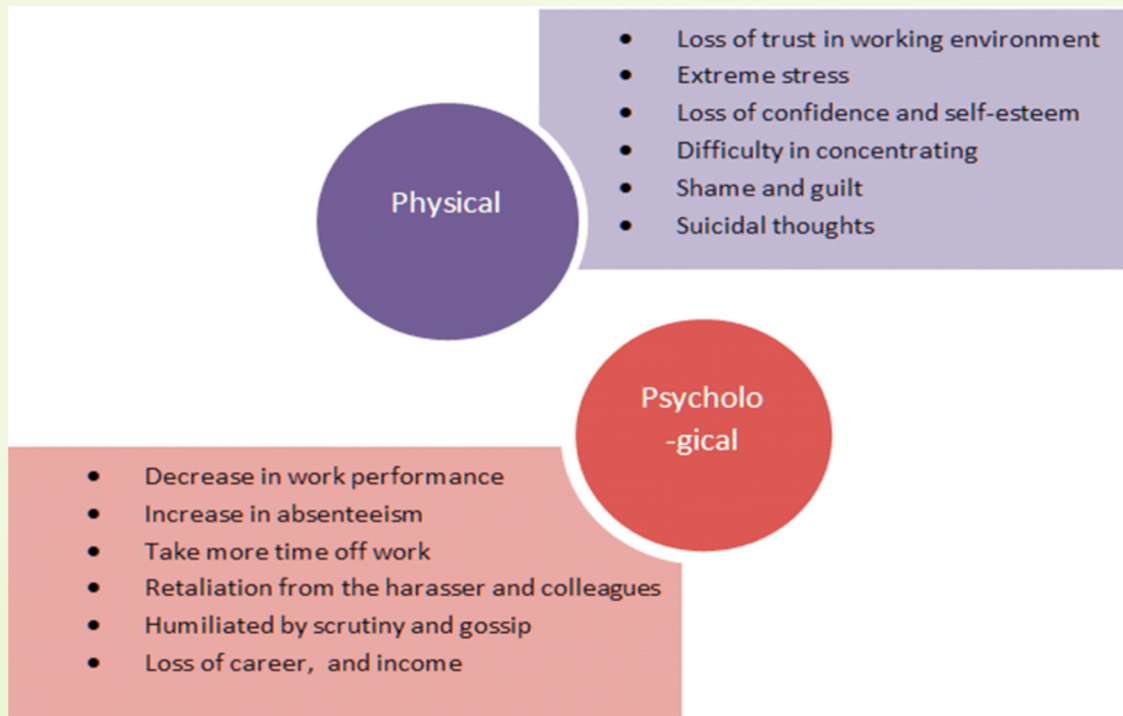 Physical
• Loss of trust in working environment
• Extreme stress
• Loss of confidence and self-esteem
• Difficulty in concentrating
• Shame and guilt
• Suicidal thoughts
Psycholo
-gical
• Decrease in work performance
• Increase in absenteeism
• Take more time off work
• Retaliation from the harasser and colleagues
• Humiliated by scrutiny and gossip
• Loss of career, and income